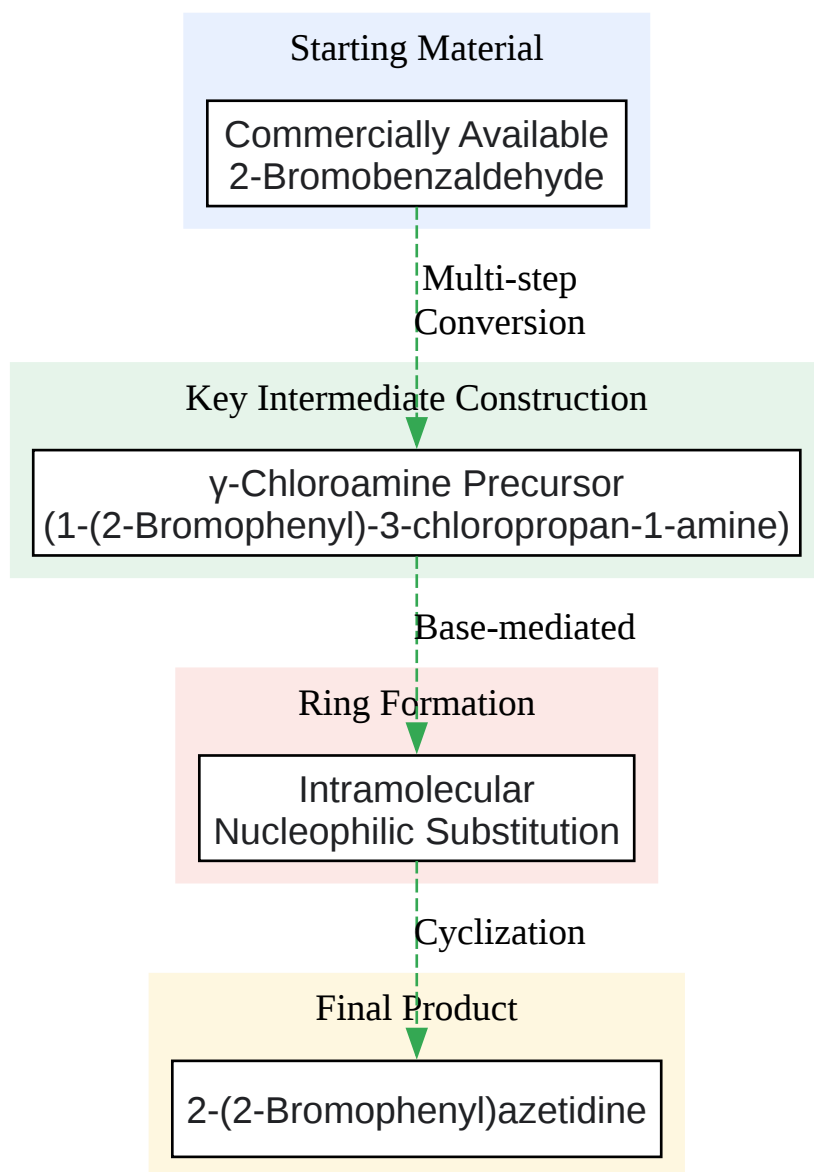 Starting Material
Commercially Available
2-Bromobenzaldehyde
Multi-step
Conversion
Key Intermediate Construction
γ-Chloroamine Precursor
(1-(2-Bromophenyl)-3-chloropropan-1-amine)
Base-mediated
Ring Formation
Intramolecular
Nucleophilic Substitution
Cyclization
Final Product
2-(2-Bromophenyl)azetidine